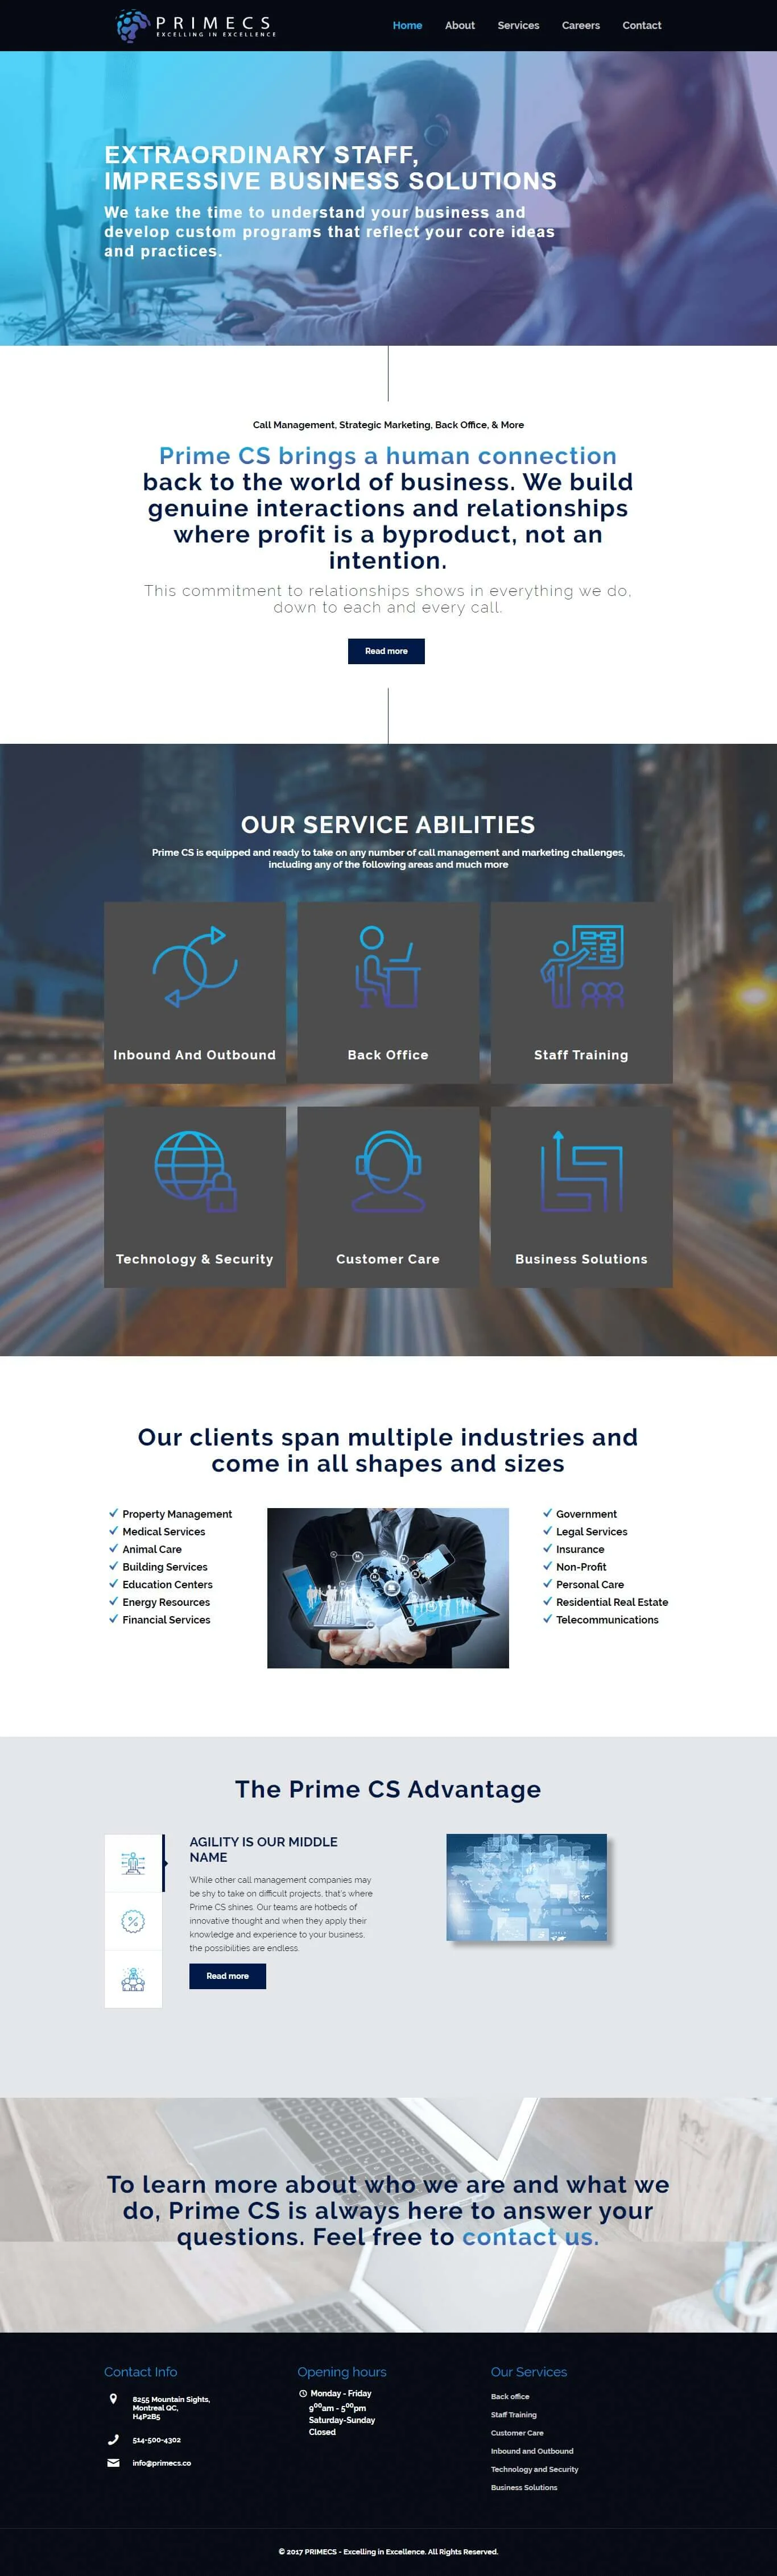 PRIMECS
EXCELLING IN EXCELLENCE
Home About Services Careers Contact
EXTRAORDINARY STAFF,
IMPRESSIVE BUSINESS SOLUTIONS
We take the time to understand your business and
develop custom programs that reflect your core ideas
and practices.
Call Management, Strategic Marketing, Back Office, & More
Prime CS brings a human connection
back to the world of business. We build
genuine interactions and relationships
where profit is a byproduct, not an
intention.
This commitment to relationships shows in everything we do,
down to each and every call.
Read more
OUR SERVICE ABILITIES
Prime CS is equipped and ready to take on any number of call management and marketing challenges,
including any of the following areas and much more
Inbound And Outbound
Back Office
Staff Training
Technology & Security
Customer Care
Business Solutions
Our clients span multiple industries and
come in all shapes and sizes
Property Management
Medical Services
Animal Care
Building Services
Education Centers
Energy Resources
Financial Services
Government
Legal Services
Insurance
Non-Profit
Personal Care
Residential Real Estate
Telecommunications
The Prime CS Advantage
AGILITY IS OUR MIDDLE
NAME
While other call management companies may
be shy to take on difficult projects, that's where
Prime CS shines. Our teams are hotbeds of
innovative thought and when they apply their
knowledge and experience to your business,
the possibilities are endless.
Read more
To learn more about who we are and what we
do, Prime CS is always here to answer your
questions. Feel free to contact us.
Contact Info
8255 Mountain Sights,
Montreal QC,
H4P2B5
514-500-4302
info@primecs.co
Opening hours
Monday - Friday
9⁰⁰am - 5⁰⁰pm
Saturday-Sunday
Closed
Our Services
Back office
Staff Training
Customer Care
Inbound and Outbound
Technology and Security
Business Solutions
© 2017 PRIMECS - Excelling in Excellence. All Rights Reserved.